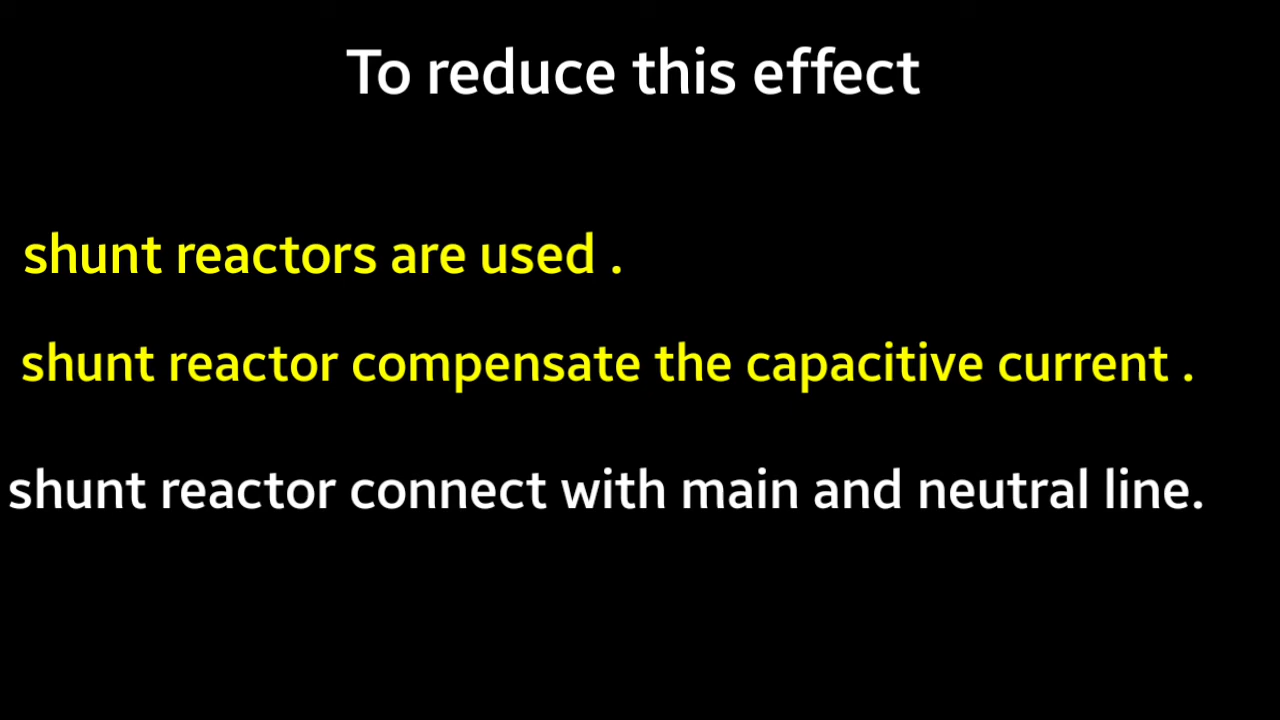 To reduce this effect
shunt reactors are used .
shunt reactor compensate the capacitive current .
shunt reactor connect with main and neutral line.